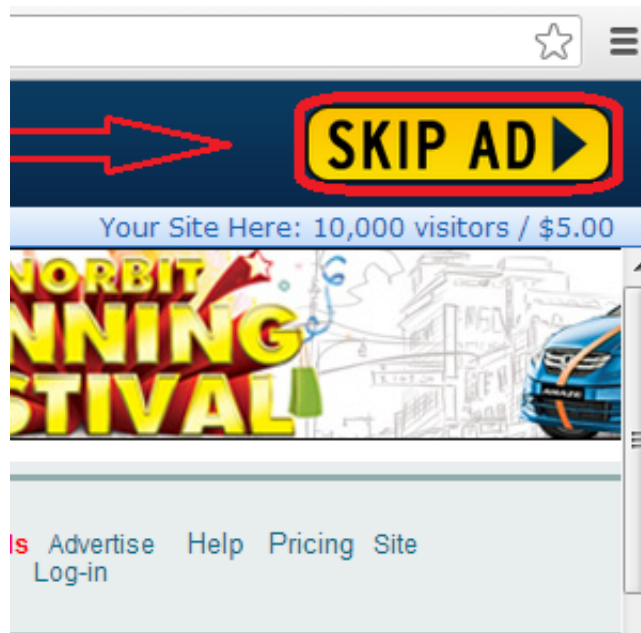 SKIP AD
Your Site Here: 10,000 visitors / $5.00
NORBIT
NNING
STIVAL
AMAZE
ls Advertise Help Pricing Site
Log-in